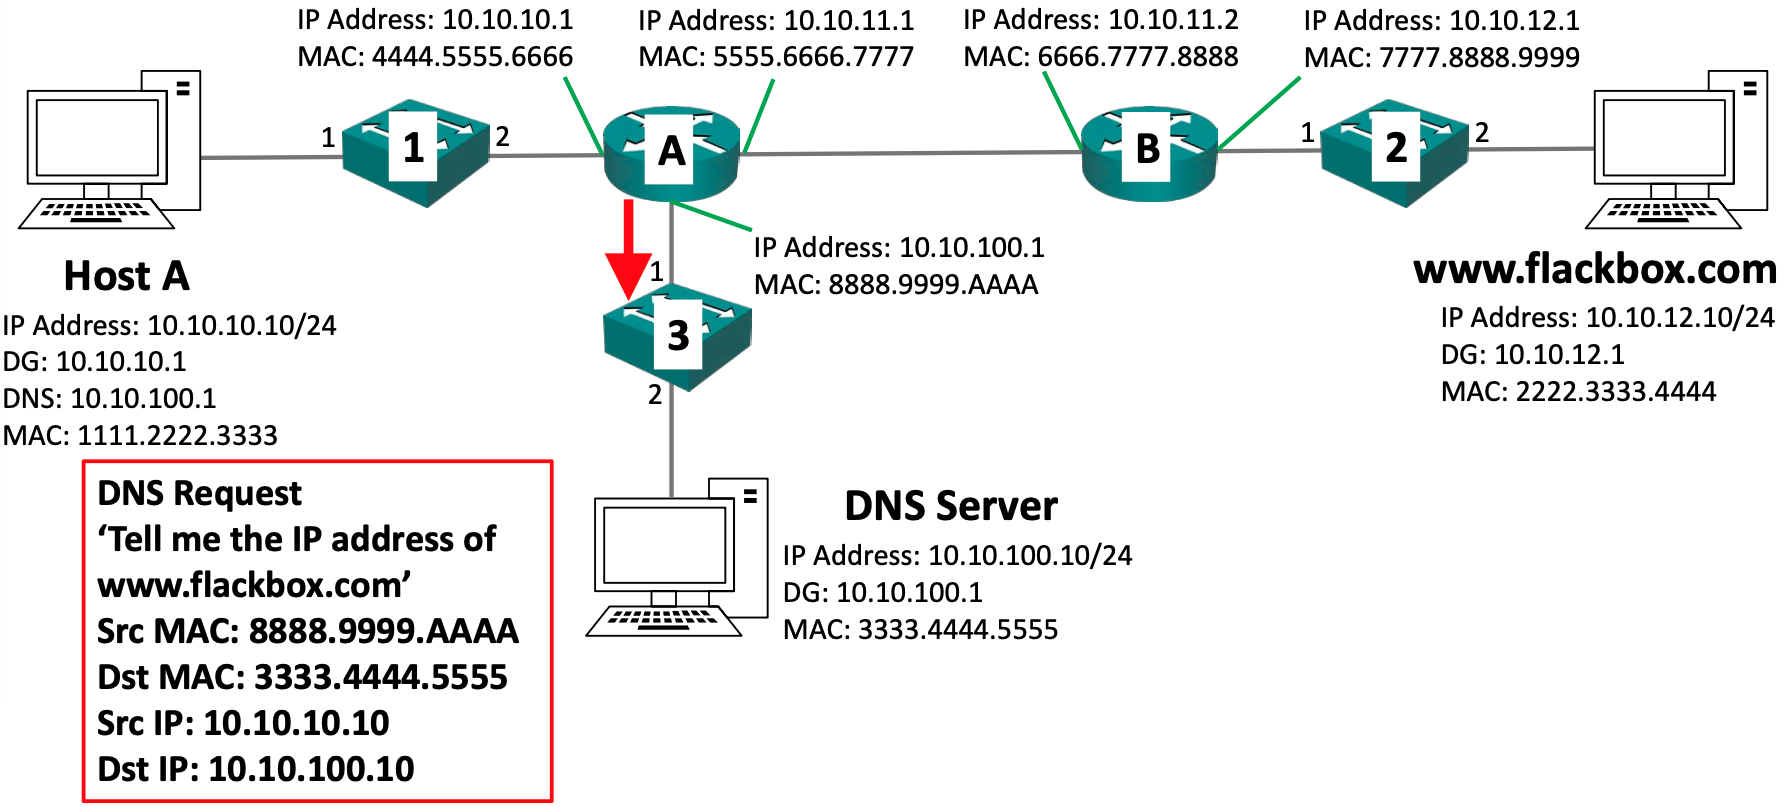 IP Address: 10.10.10.1
MAC: 4444.5555.6666
IP Address: 10.10.11.1
MAC: 5555.6666.7777
IP Address: 10.10.11.2
MAC: 6666.7777.8888
IP Address: 10.10.12.1
MAC: 7777.8888.9999
1
1
2
A
B
1
2
2
IP Address: 10.10.100.1
MAC: 8888.9999.AAAA
Host A
IP Address: 10.10.10.10/24
DG: 10.10.10.1
DNS: 10.10.100.1
MAC: 1111.2222.3333
www.flackbox.com
IP Address: 10.10.12.10/24
DG: 10.10.12.1
MAC: 2222.3333.4444
1
3
2
DNS Server
IP Address: 10.10.100.10/24
DG: 10.10.100.1
MAC: 3333.4444.5555
DNS Request
‘Tell me the IP address of
www.flackbox.com’
Src MAC: 8888.9999.AAAA
Dst MAC: 3333.4444.5555
Src IP: 10.10.10.10
Dst IP: 10.10.100.10